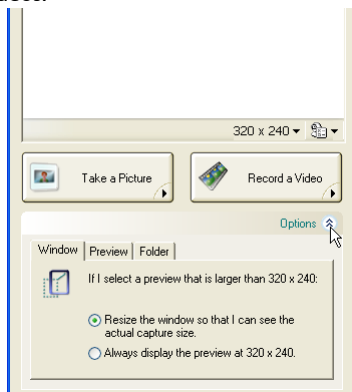 320 x 240
Take a Picture
Record a Video
Options
Window Preview Folder
If I select a preview that is larger than 320 x 240:
Resize the window so that I can see the
actual capture size.
Always display the preview at 320 x 240.